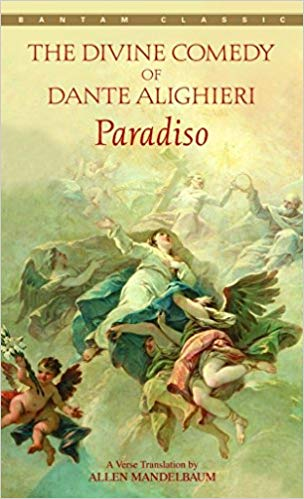 BANTAM CLASSIC
THE DIVINE COMEDY
OF
DANTE ALIGHIERI
Paradiso
A Verse Translation by
ALLEN MANDELBAUM